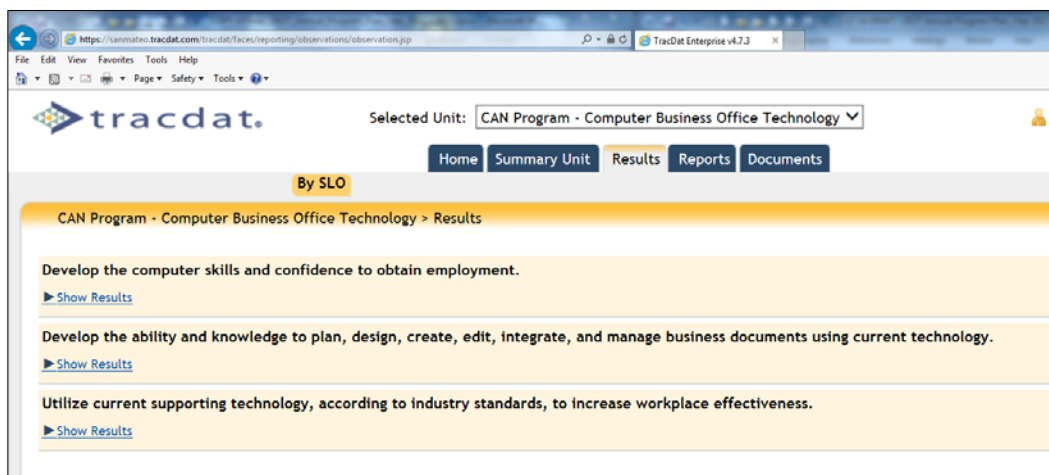 https://sanmateo.tracdat.com/tracdat/faces/reporting/observations/observation.jsp
TracDat Enterprise v4.7.3
File Edit View Favorites Tools Help
Page Safety Tools
tracdat.
Selected Unit: CAN Program - Computer Business Office Technology
Home Summary Unit Results Reports Documents
By SLO
CAN Program - Computer Business Office Technology > Results
Develop the computer skills and confidence to obtain employment.
Show Results
Develop the ability and knowledge to plan, design, create, edit, integrate, and manage business documents using current technology.
Show Results
Utilize current supporting technology, according to industry standards, to increase workplace effectiveness.
Show Results